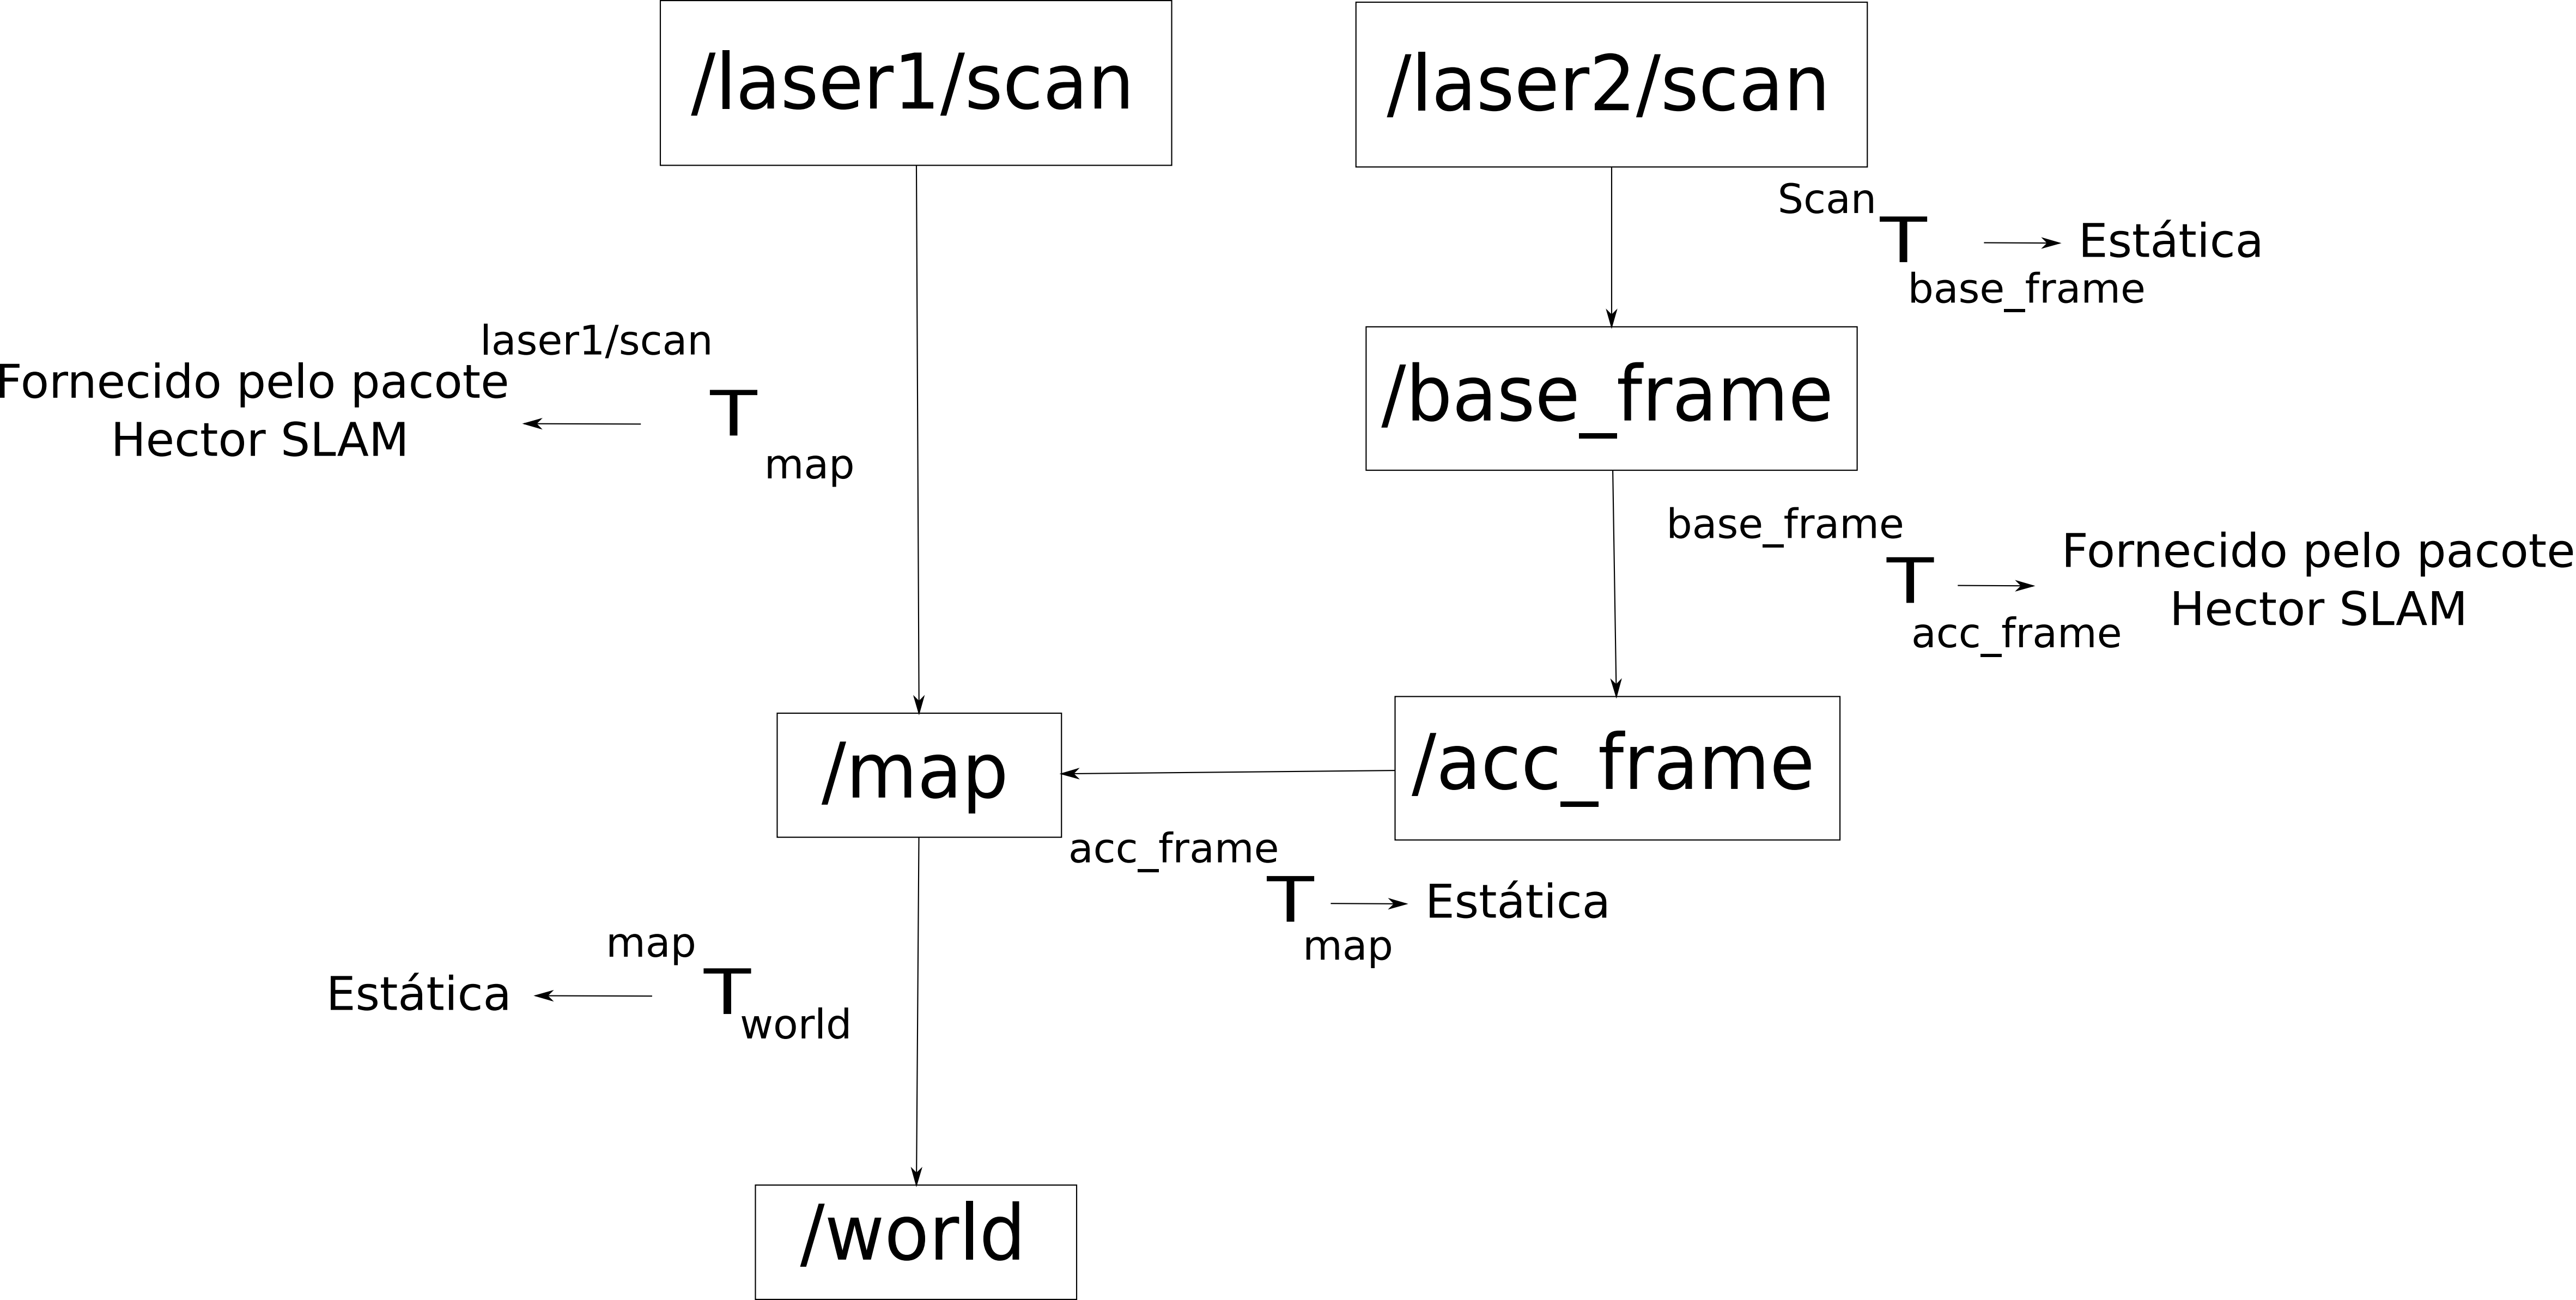 /laser1/scan
/laser2/scan
Scan
T
base_frame
Estática
laser1/scan
T
map
Fornecido pelo pacote
Hector SLAM
/base_frame
base_frame
T
acc_frame
Fornecido pelo pacote
Hector SLAM
/map
/acc_frame
acc_frame
T
map
Estática
map
T
world
Estática
/world